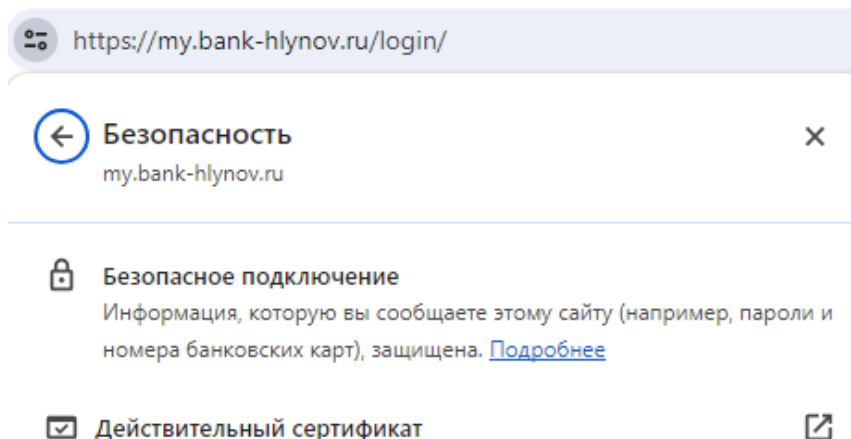 https://my.bank-hlynov.ru/login/
Безопасность
my.bank-hlynov.ru
Безопасное подключение
Информация, которую вы сообщаете этому сайту (например, пароли и
номера банковских карт), защищена. Подробнее
Действительный сертификат